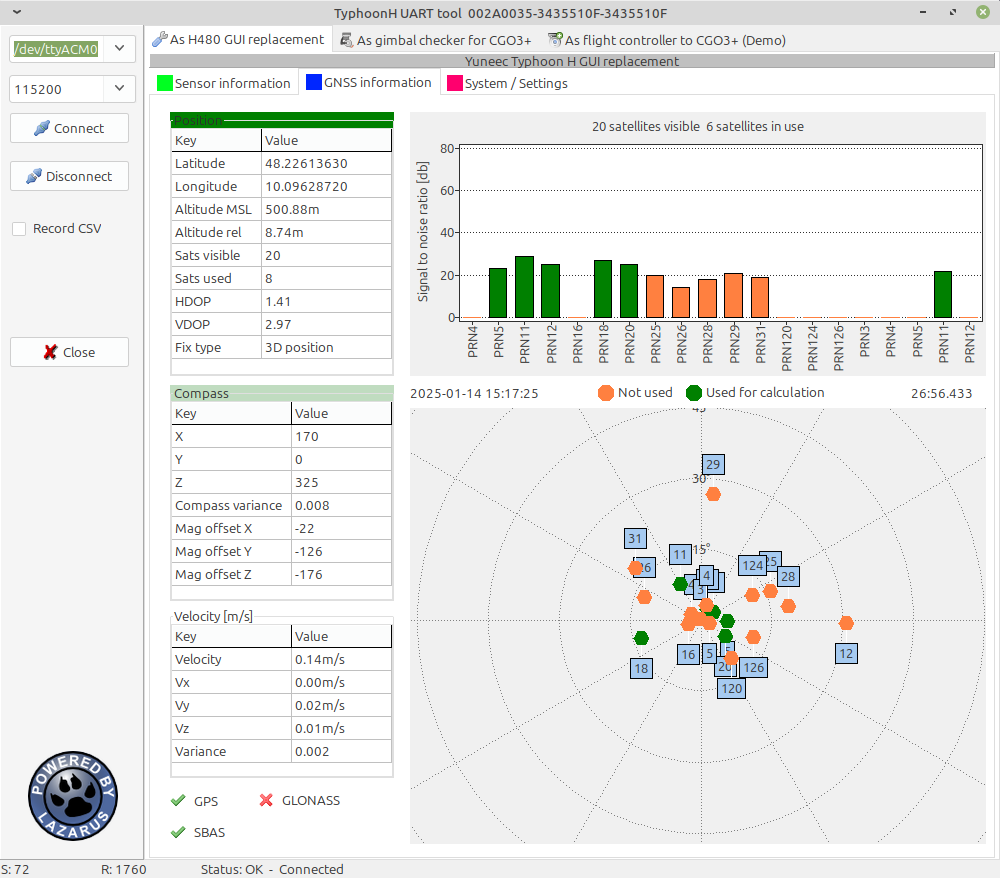 TyphoonH UART tool 002A0035-3435510F-3435510F
/dev/ttyACM0
115200
Connect
Disconnect
Record CSV
Close
POWERED BY
LAZARUS
As H480 GUI replacement
As gimbal checker for CGO3+
As flight controller to CGO3+ (Demo)
Yuneec Typhoon H GUI replacement
Sensor information
GNSS information
System / Settings
Position
Key Value
Latitude 48.22613630
Longitude 10.09628720
Altitude MSL 500.88m
Altitude rel 8.74m
Sats visible 20
Sats used 8
HDOP 1.41
VDOP 2.97
Fix type 3D position
Compass
Key Value
X 170
Y 0
Z 325
Compass variance 0.008
Mag offset X -22
Mag offset Y -126
Mag offset Z -176
Velocity [m/s]
Key Value
Velocity 0.14m/s
Vx 0.00m/s
Vy 0.02m/s
Vz 0.01m/s
Variance 0.002
GPS
GLONASS
SBAS
20 satellites visible 6 satellites in use
Signal to noise ratio [db]
80
60
40
20
0
PRN4
PRN5
PRN11
PRN12
PRN16
PRN18
PRN20
PRN25
PRN26
PRN28
PRN29
PRN31
PRN120
PRN124
PRN126
PRN3
PRN4
PRN5
PRN11
PRN12
2025-01-14 15:17:25
Not used
Used for calculation
26:56.433
29
30
31
11
15°
26
4
124
25
28
3
16
5
12
18
20
126
120
S: 72
R: 1760
Status: OK - Connected